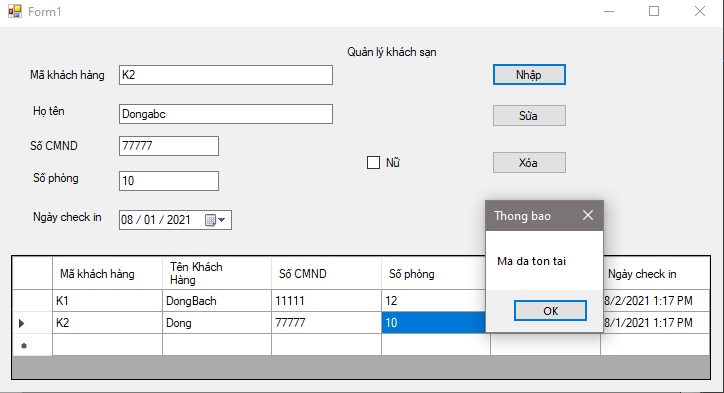 Form1
Quản lý khách sạn
Mã khách hàng K2 Nhập
Họ tên Dongabc Sửa
Số CMND 77777
Nữ Xóa
Số phòng 10
Ngày check in 08 / 01 / 2021
Thong bao
Ma da ton tai
OK
Mã khách hàng Tên Khách Hàng Số CMND Số phòng Ngày check in
K1 DongBach 11111 12 8/2/2021 1:17 PM
K2 Dong 77777 10 8/1/2021 1:17 PM